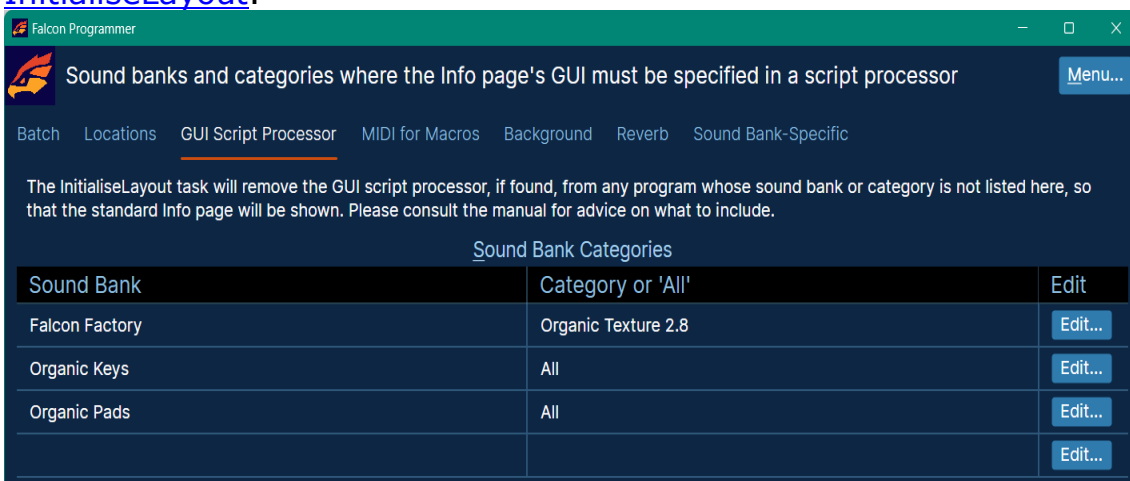 InitialiseLayout.
Falcon Programmer
Sound banks and categories where the Info page's GUI must be specified in a script processor
Menu...
Batch Locations GUI Script Processor MIDI for Macros Background Reverb Sound Bank-Specific
The InitialiseLayout task will remove the GUI script processor, if found, from any program whose sound bank or category is not listed here, so
that the standard Info page will be shown. Please consult the manual for advice on what to include.
Sound Bank Categories
Sound Bank Category or 'All' Edit
Falcon Factory Organic Texture 2.8 Edit...
Organic Keys All Edit...
Organic Pads All Edit...
Edit...